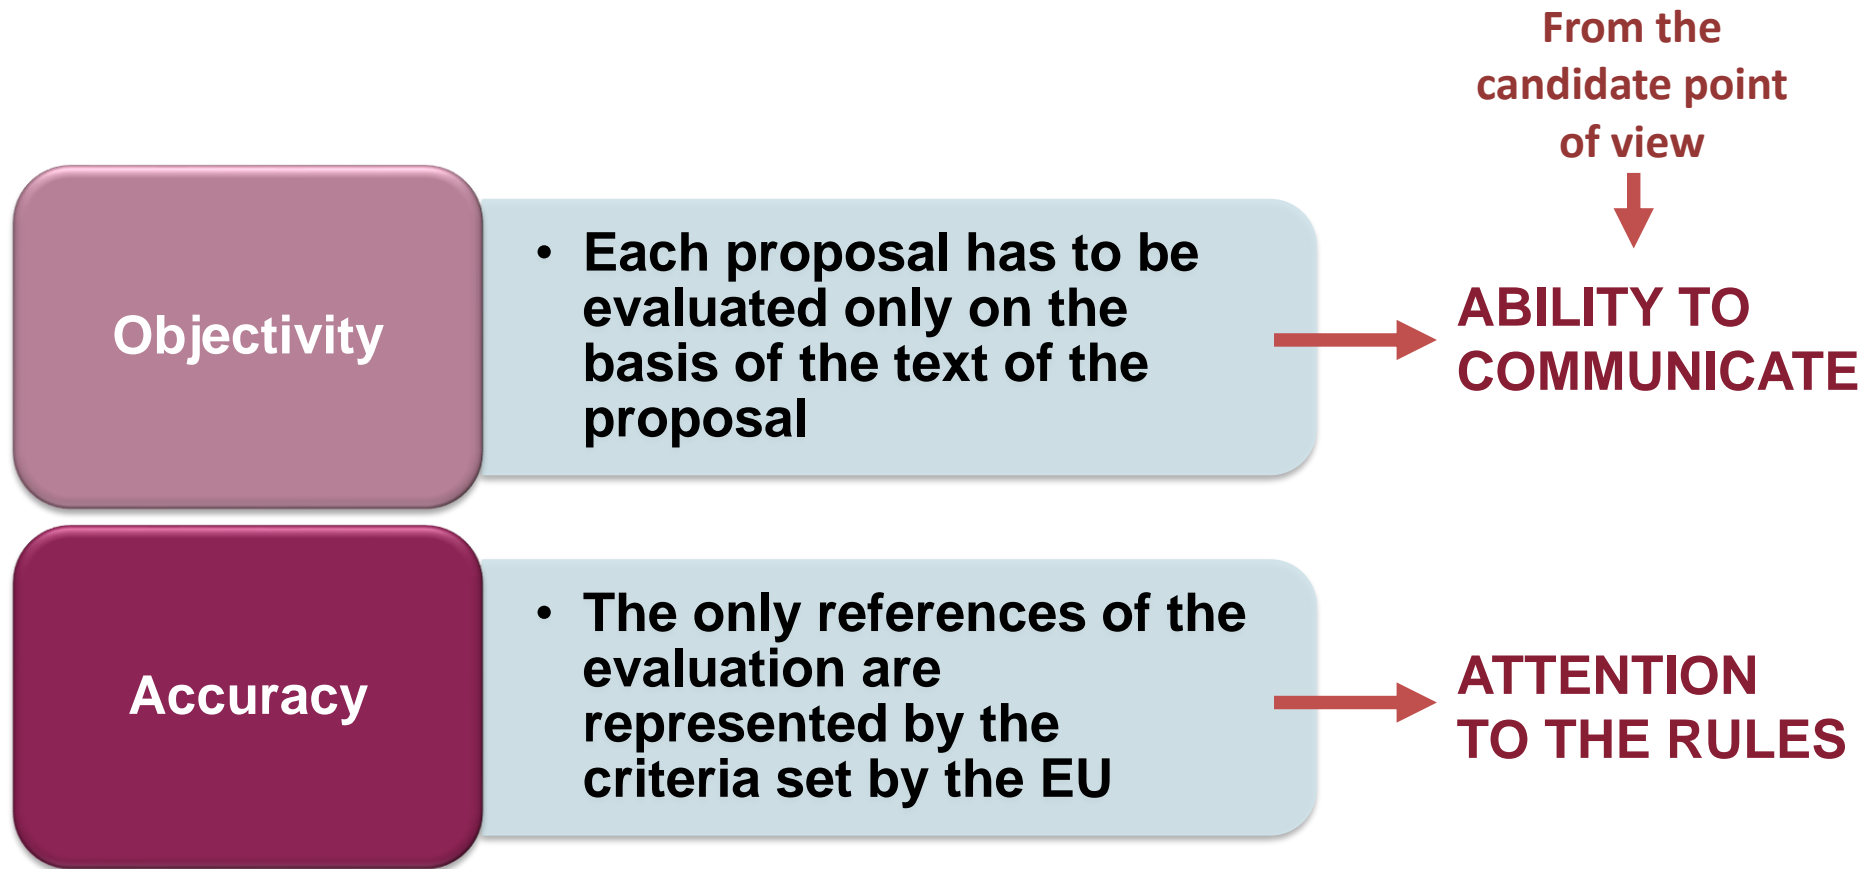 From the
candidate point
of view
Objectivity
• Each proposal has to be
evaluated only on the
basis of the text of the
proposal
ABILITY TO
COMMUNICATE
Accuracy
• The only references of the
evaluation are
represented by the
criteria set by the EU
ATTENTION
TO THE RULES